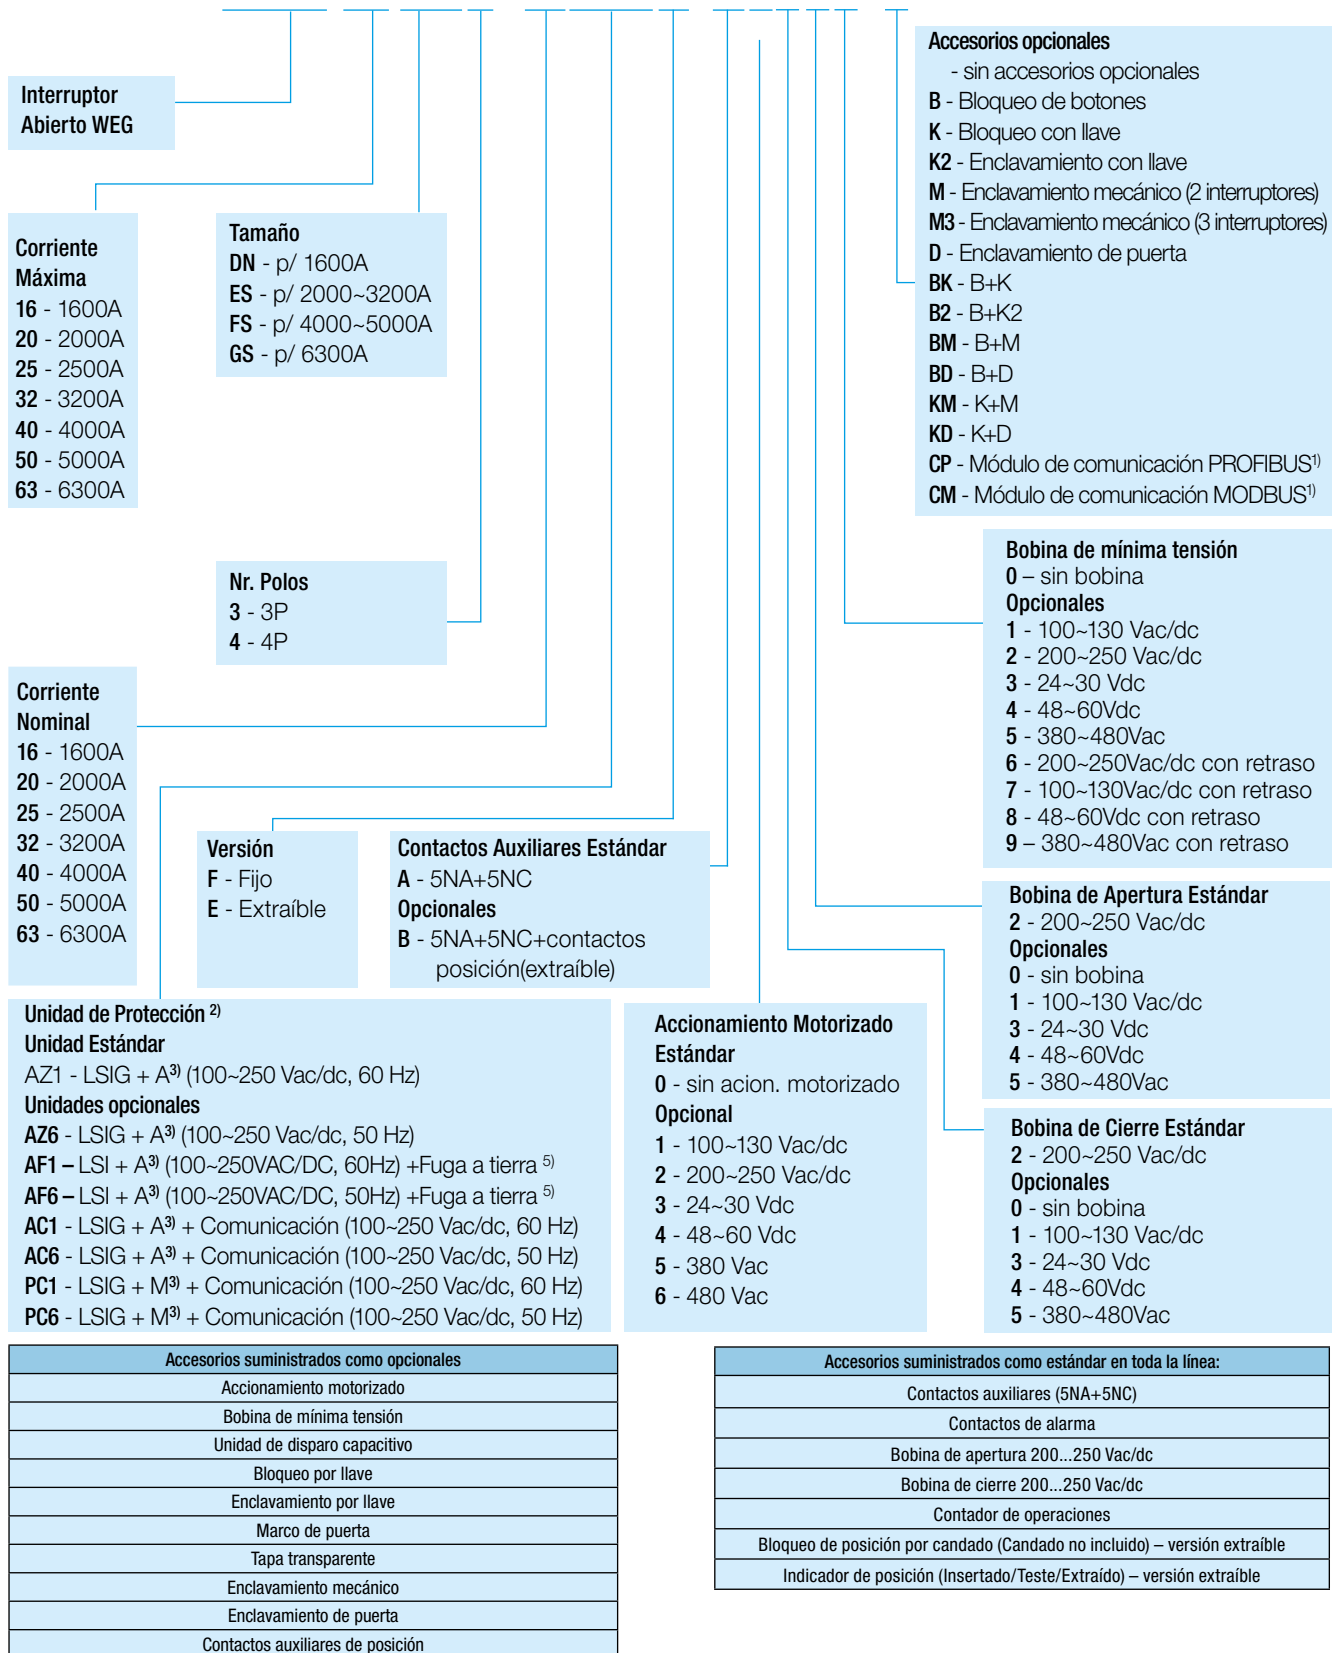 Interruptor
Abierto WEG
Corriente
Máxima
16 - 1600A
20 - 2000A
25 - 2500A
32 - 3200A
40 - 4000A
50 - 5000A
63 - 6300A
Tamaño
DN - p/ 1600A
ES - p/ 2000~3200A
FS - p/ 4000~5000A
GS - p/ 6300A
Accesorios opcionales
- sin accesorios opcionales
B - Bloqueo de botones
K - Bloqueo con llave
K2 - Enclavamiento con llave
M - Enclavamiento mecánico (2 interruptores)
M3 - Enclavamiento mecánico (3 interruptores)
D - Enclavamiento de puerta
BK - B+K
B2 - B+K2
BM - B+M
BD - B+D
KM - K+M
KD - K+D
CP - Módulo de comunicación PROFIBUS1)
CM - Módulo de comunicación MODBUS1)
Nr. Polos
3 - 3P
4 - 4P
Bobina de mínima tensión
0 – sin bobina
Opcionales
1 - 100~130 Vac/dc
2 - 200~250 Vac/dc
3 - 24~30 Vdc
4 - 48~60Vdc
5 - 380~480Vac
6 - 200~250Vac/dc con retraso
7 - 100~130Vac/dc con retraso
8 - 48~60Vdc con retraso
9 – 380~480Vac con retraso
Corriente
Nominal
16 - 1600A
20 - 2000A
25 - 2500A
32 - 3200A
40 - 4000A
50 - 5000A
63 - 6300A
Versión
F - Fijo
E - Extraíble
Contactos Auxiliares Estándar
A - 5NA+5NC
Opcionales
B - 5NA+5NC+contactos
posición(extraíble)
Bobina de Apertura Estándar
2 - 200~250 Vac/dc
Opcionales
0 - sin bobina
1 - 100~130 Vac/dc
3 - 24~30 Vdc
4 - 48~60Vdc
5 - 380~480Vac
Unidad de Protección 2)
Unidad Estándar
AZ1 - LSIG + A3) (100~250 Vac/dc, 60 Hz)
Unidades opcionales
AZ6 - LSIG + A3) (100~250 Vac/dc, 50 Hz)
AF1 – LSI + A3) (100~250VAC/DC, 60Hz) +Fuga a tierra 5)
AF6 – LSI + A3) (100~250VAC/DC, 50Hz) +Fuga a tierra 5)
AC1 - LSIG + A3) + Comunicación (100~250 Vac/dc, 60 Hz)
AC6 - LSIG + A3) + Comunicación (100~250 Vac/dc, 50 Hz)
PC1 - LSIG + M3) + Comunicación (100~250 Vac/dc, 60 Hz)
PC6 - LSIG + M3) + Comunicación (100~250 Vac/dc, 50 Hz)
Accionamiento Motorizado
Estándar
0 - sin acion. motorizado
Opcional
1 - 100~130 Vac/dc
2 - 200~250 Vac/dc
3 - 24~30 Vdc
4 - 48~60 Vdc
5 - 380 Vac
6 - 480 Vac
Bobina de Cierre Estándar
2 - 200~250 Vac/dc
Opcionales
0 - sin bobina
1 - 100~130 Vac/dc
3 - 24~30 Vdc
4 - 48~60Vdc
5 - 380~480Vac
Accesorios suministrados como opcionales
Accionamiento motorizado
Bobina de mínima tensión
Unidad de disparo capacitivo
Bloqueo por llave
Enclavamiento por llave
Marco de puerta
Tapa transparente
Enclavamiento mecánico
Enclavamiento de puerta
Contactos auxiliares de posición
Accesorios suministrados como estándar en toda la línea:
Contactos auxiliares (5NA+5NC)
Contactos de alarma
Bobina de apertura 200...250 Vac/dc
Bobina de cierre 200...250 Vac/dc
Contador de operaciones
Bloqueo de posición por candado (Candado no incluido) – versión extraíble
Indicador de posición (Insertado/Teste/Extraído) – versión extraíble